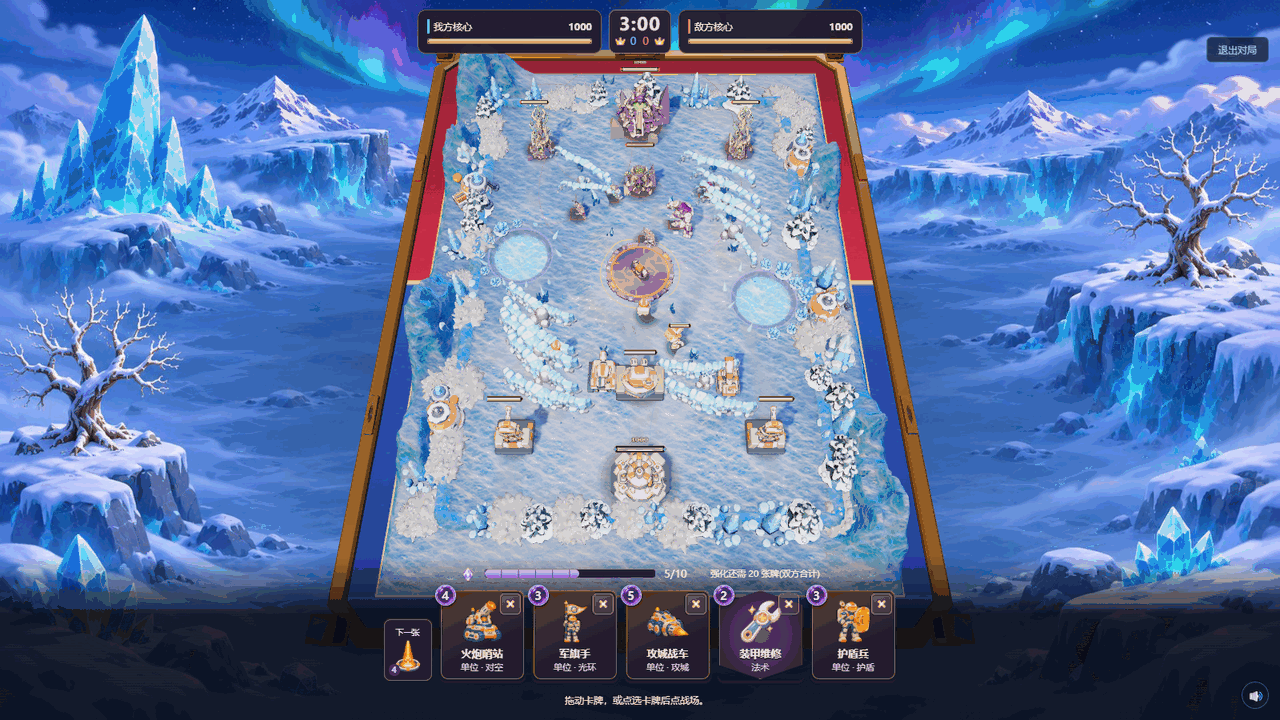 我方核心 1000
3:00
0 0
敌方核心 1000
退出对局
5/10 强化还需 20 张牌(双方合计)
下一张
4
4
火炮哨站
单位·对空
3
军旗手
单位·光环
5
攻城战车
单位·攻城
2
装甲维修
法术
3
护盾兵
单位·护盾
拖动卡牌，或点选卡牌后点战场。